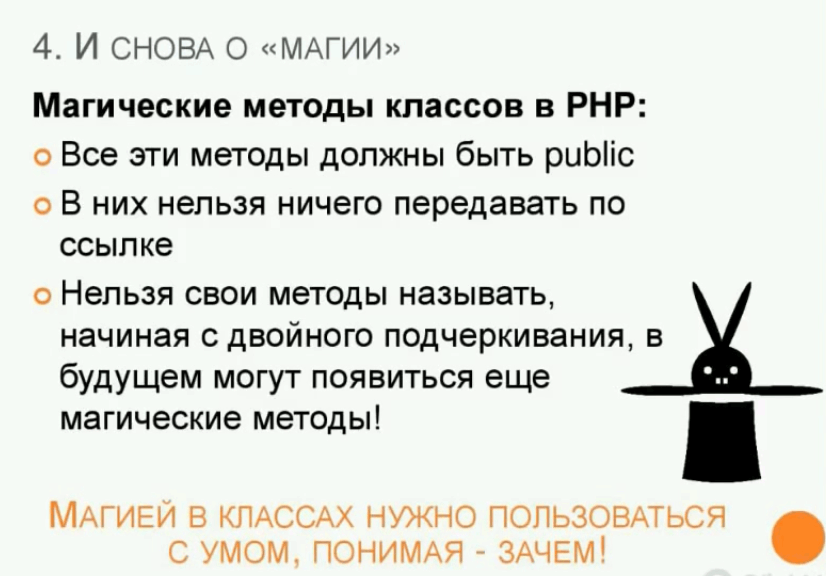 4. И СНОВА О «МАГИИ»
Магические методы классов в PHP:
Все эти методы должны быть public
В них нельзя ничего передавать по
ссылке
Нельзя свои методы называть,
начиная с двойного подчеркивания, в
будущем могут появиться еще
магические методы!
МАГИЕЙ В КЛАССАХ НУЖНО ПОЛЬЗОВАТЬСЯ
С УМОМ, ПОНИМАЯ - ЗАЧЕМ!